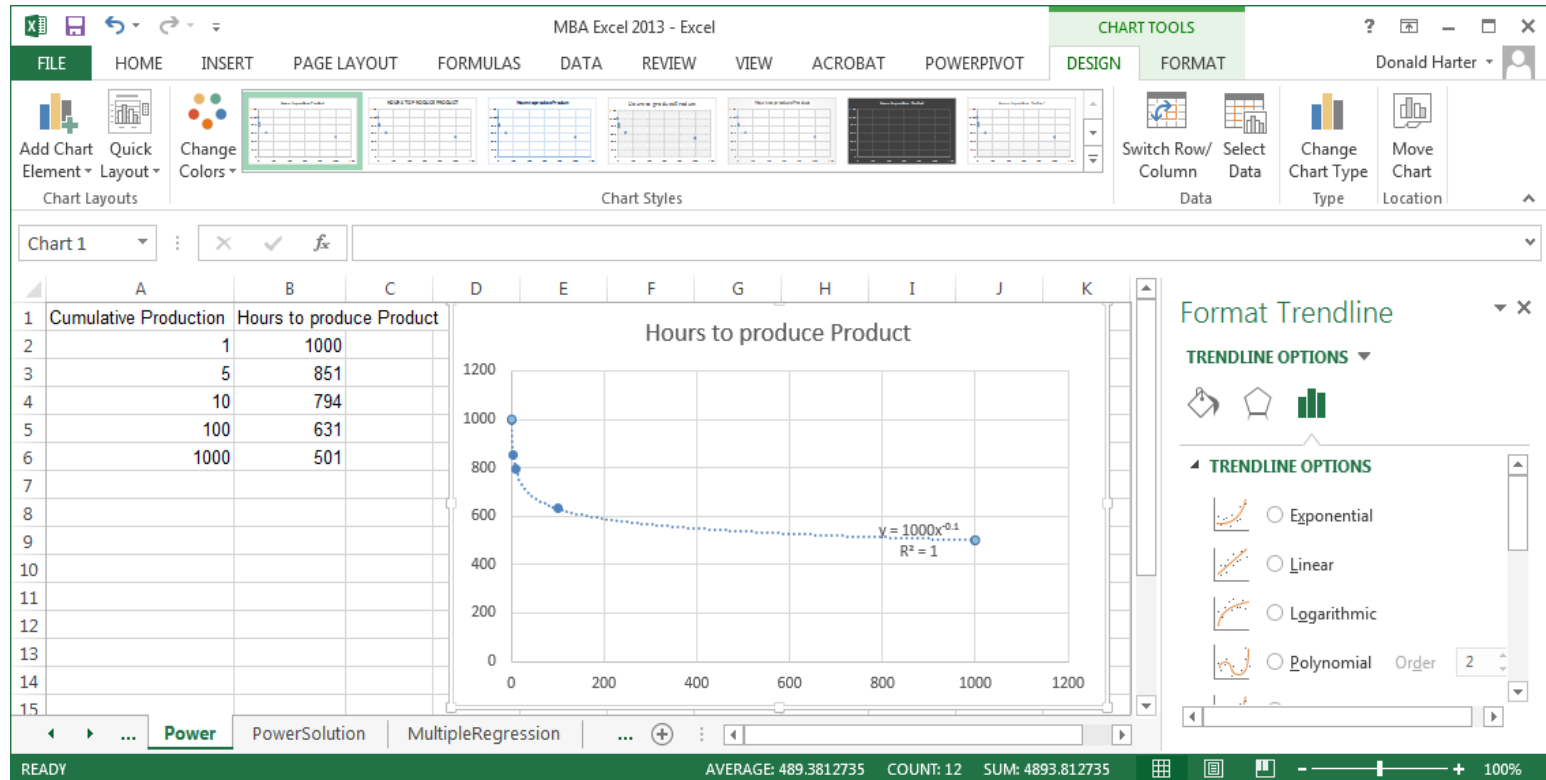 MBA Excel 2013 - Excel
CHART TOOLS
?
FILE HOME INSERT PAGE LAYOUT FORMULAS DATA REVIEW VIEW ACROBAT POWERPIVOT DESIGN FORMAT Donald Harter
Add Chart Element
Quick Layout
Change Colors
Switch Row/ Column
Select Data
Change Chart Type
Move Chart
Chart Layouts Chart Styles Data Type Location
Chart 1 fx
A B C D E F G H I J K
1 Cumulative Production Hours to produce Product
2 1 1000
3 5 851
4 10 794
5 100 631
6 1000 501
7
8
9
10
11
12
13
14
15
Hours to produce Product
1200
1000
800
600
400
200
0
0 200 400 600 800 1000 1200
y = 1000x^-0.1
R² = 1
Format Trendline
TRENDLINE OPTIONS
TRENDLINE OPTIONS
Exponential
Linear
Logarithmic
Polynomial Order 2
... Power PowerSolution MultipleRegression ...
READY AVERAGE: 489.3812735 COUNT: 12 SUM: 4893.812735 100%